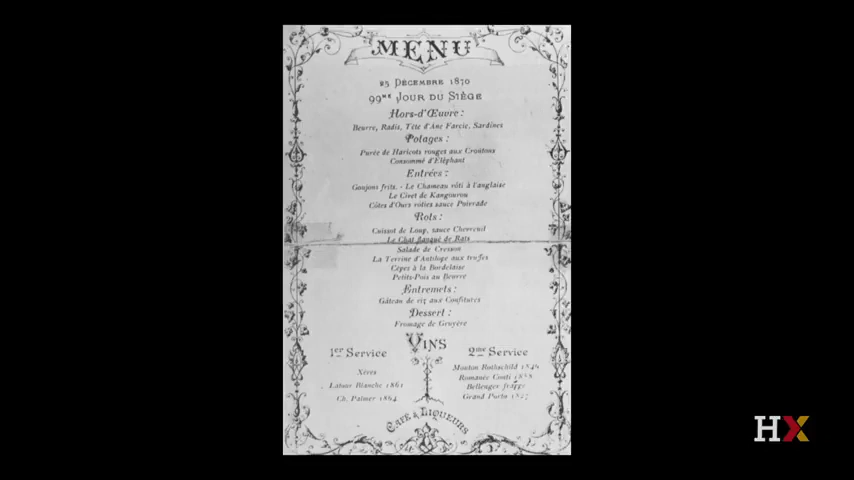 MENU
25 DÉCEMBRE 1870
99ME JOUR DU SIÈGE
Hors-d'Œuvre:
Beurre, Radis, Tête d'Ane Farcie, Sardines
Potages:
Purée de Haricots rouges aux Croûtons
Consommé d'Éléphant
Entrées:
Goujons frits. - Le Chameau rôti à l'anglaise
Le Civet de Kangourou
Côtes d'Ours rôties sauce Poivrade
Rots:
Cuissot de Loup, sauce Chevreuil
Le Chat flanqué de Rats
Salade de Cresson
La Terrine d'Antilope aux truffes
Cèpes à la Bordelaise
Petits-Pois au Beurre
Entremets:
Gâteau de riz aux Confitures
Dessert:
Fromage de Gruyère
VINS
1er Service
2me Service
Xérès
Latour Blanche 1861
Ch. Palmer 1864
Mouton Rothschild 1846
Romanée Conti 1858
Bellenger frappé
Grand Porto 1827
CAFÉ & LIQUEURS
HX